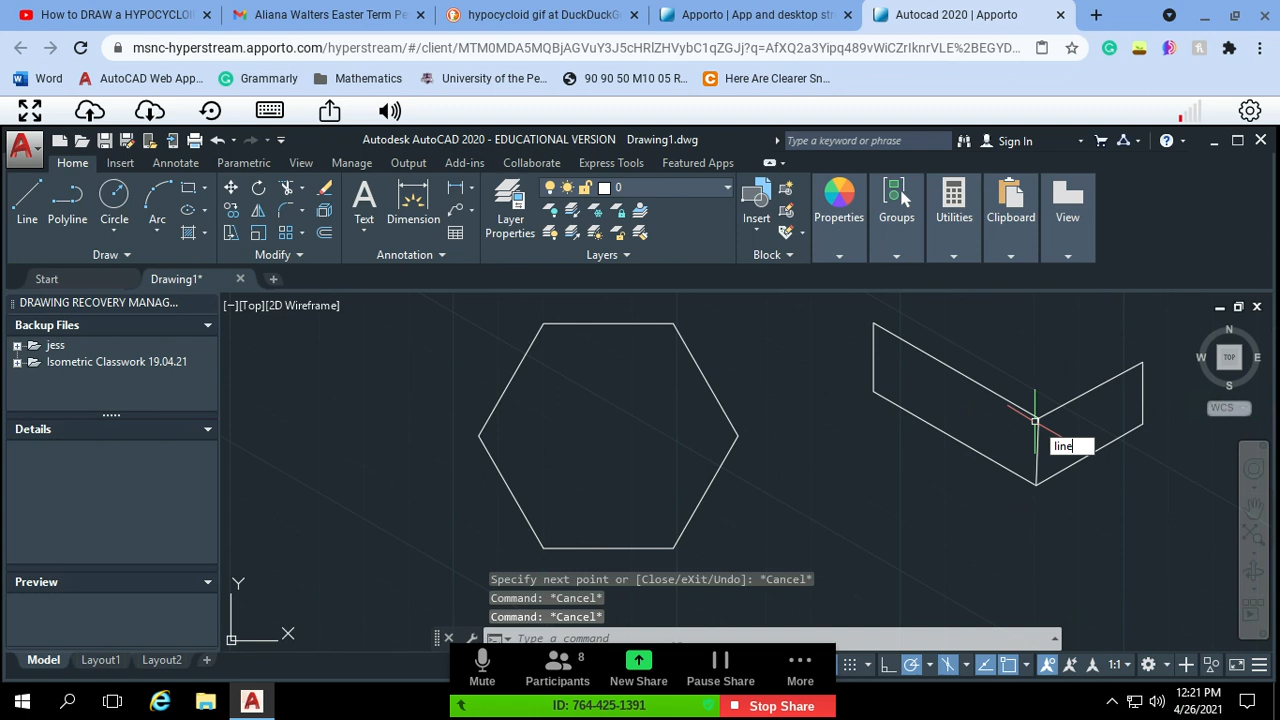 How to DRAW a HYPOCYCLOI
Aliana Walters Easter Term Pe
hypocycloid gif at DuckDuckG
Apporto | App and desktop str
Autocad 2020 | Apporto
msnc-hyperstream.apporto.com/hyperstream/#/client/MTM0MDA5MQBjAGVuY3J5cHRlZHVybC1qZGJj?q=AfXQ2a3Yipq489vWiCZrIknrVLE%2BEGYD...
Word
AutoCAD Web App...
Grammarly
Mathematics
University of the Pe...
90 90 50 M10 05 R...
Here Are Clearer Sn...
Autodesk AutoCAD 2020 - EDUCATIONAL VERSION Drawing1.dwg
Type a keyword or phrase
Sign In
Home
Insert
Annotate
Parametric
View
Manage
Output
Add-ins
Collaborate
Express Tools
Featured Apps
Line
Polyline
Circle
Arc
Text
Dimension
Layer
Properties
0
Insert
Properties
Groups
Utilities
Clipboard
View
Draw
Modify
Annotation
Layers
Block
Start
Drawing1*
DRAWING RECOVERY MANAG...
Backup Files
jess
Isometric Classwork 19.04.21
Details
Preview
[−][Top][2D Wireframe]
N
W
TOP
E
S
WCS
line
Y
X
Specify next point or [Close/eXit/Undo]: *Cancel*
Command: *Cancel*
Command: *Cancel*
Type a command
Model
Layout1
Layout2
1:1
8
Mute
Participants
New Share
Pause Share
More
ID: 764-425-1391
Stop Share
12:21 PM
4/26/2021